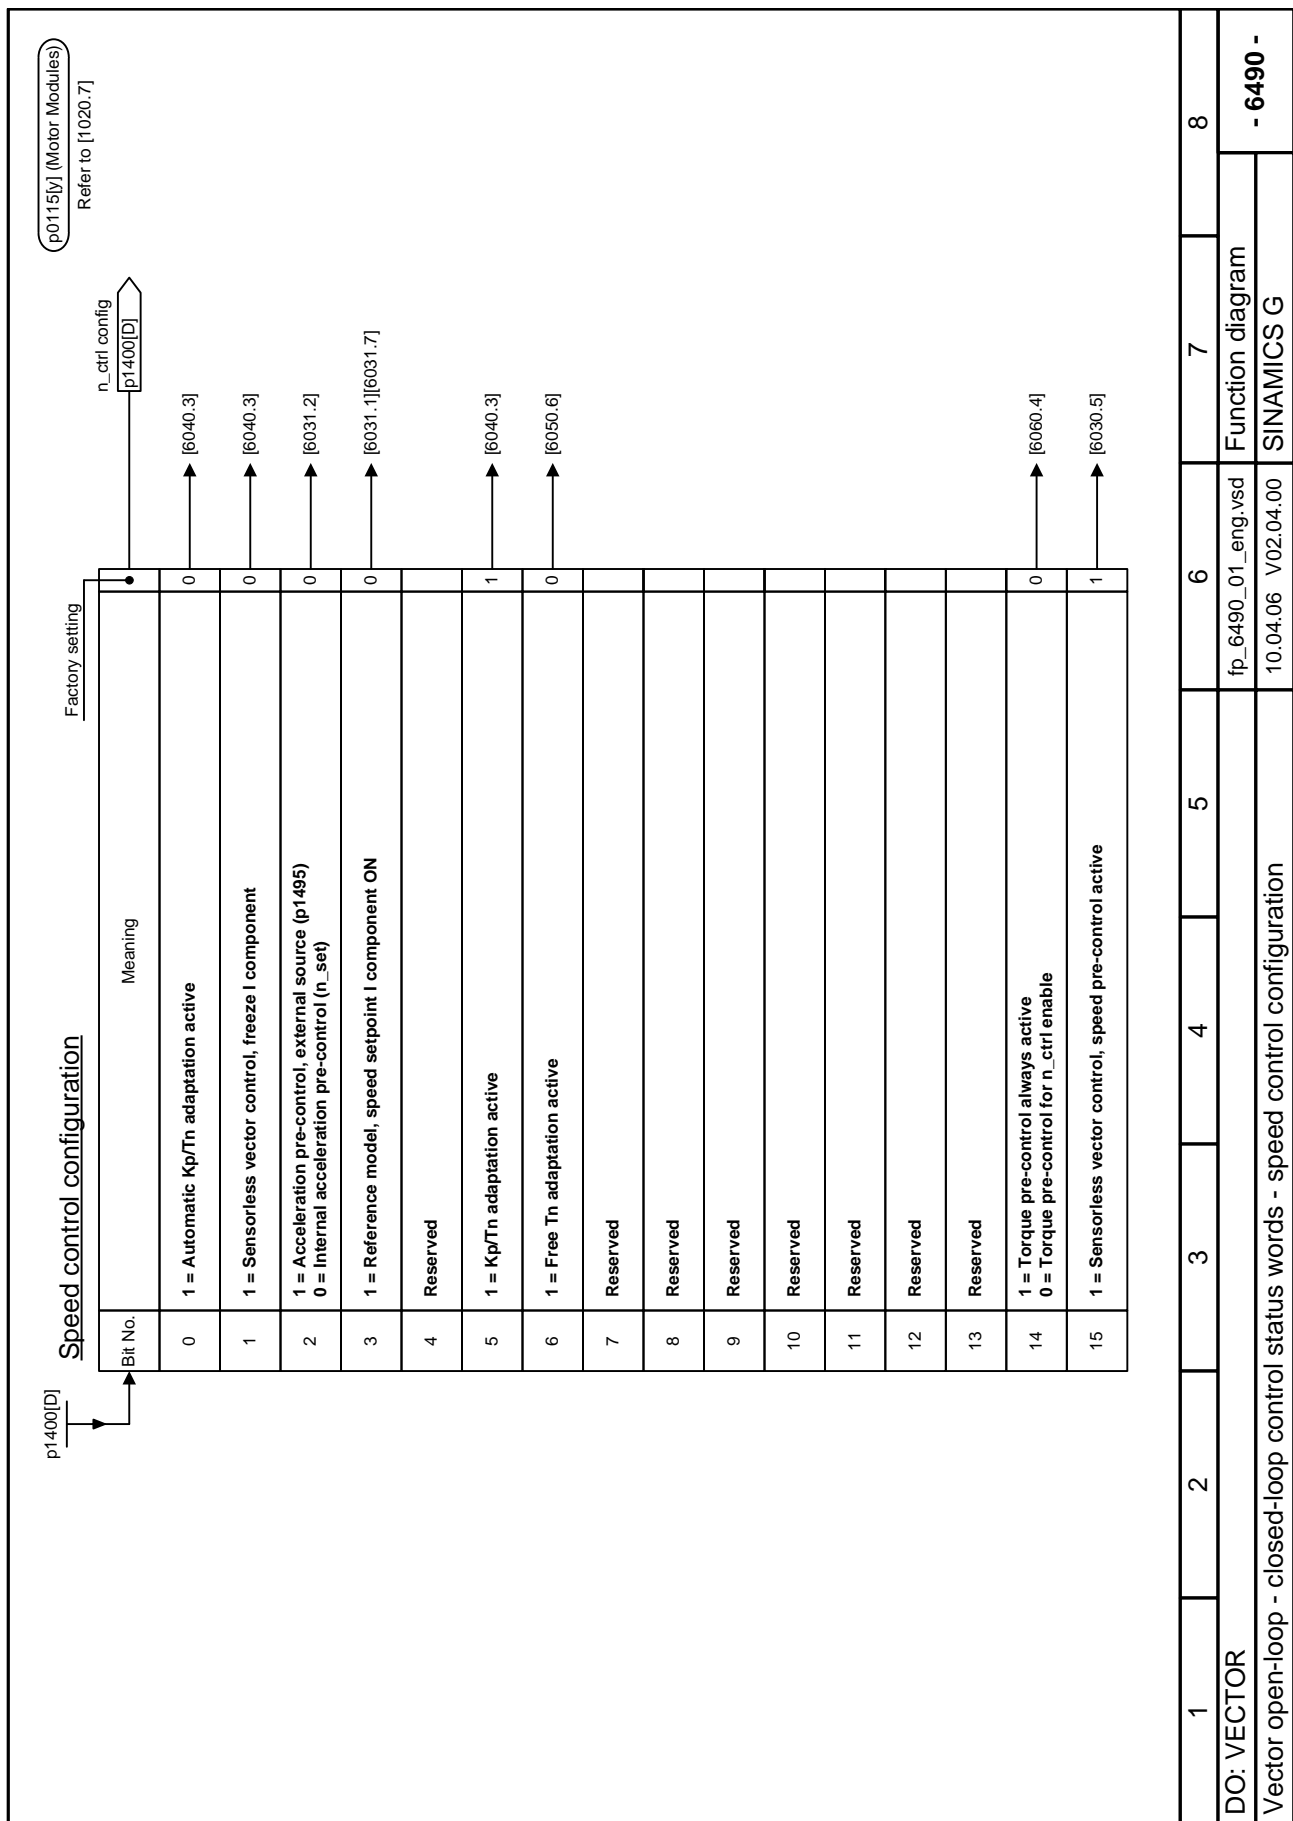 p0115[y] (Motor Modules)
Refer to [1020.7]
Speed control configuration
p1400[D]
Factory setting
n_ctrl config
p1400[D]
Bit No. Meaning
0 1 = Automatic Kp/Tn adaptation active 0 [6040.3]
1 1 = Sensorless vector control, freeze I component 0 [6040.3]
2 1 = Acceleration pre-control, external source (p1495) 0 [6031.2]
0 = Internal acceleration pre-control (n_set)
3 1 = Reference model, speed setpoint I component ON 0 [6031.1][6031.7]
4 Reserved
5 1 = Kp/Tn adaptation active 1 [6040.3]
6 1 = Free Tn adaptation active 0 [6050.6]
7 Reserved
8 Reserved
9 Reserved
10 Reserved
11 Reserved
12 Reserved
13 Reserved
14 1 = Torque pre-control always active 0 [6060.4]
0 = Torque pre-control for n_ctrl enable
15 1 = Sensorless vector control, speed pre-control active 1 [6030.5]
1 2 3 4 5 6 7 8
DO: VECTOR fp_6490_01_eng.vsd Function diagram - 6490 -
Vector open-loop - closed-loop control status words - speed control configuration 10.04.06 V02.04.00 SINAMICS G